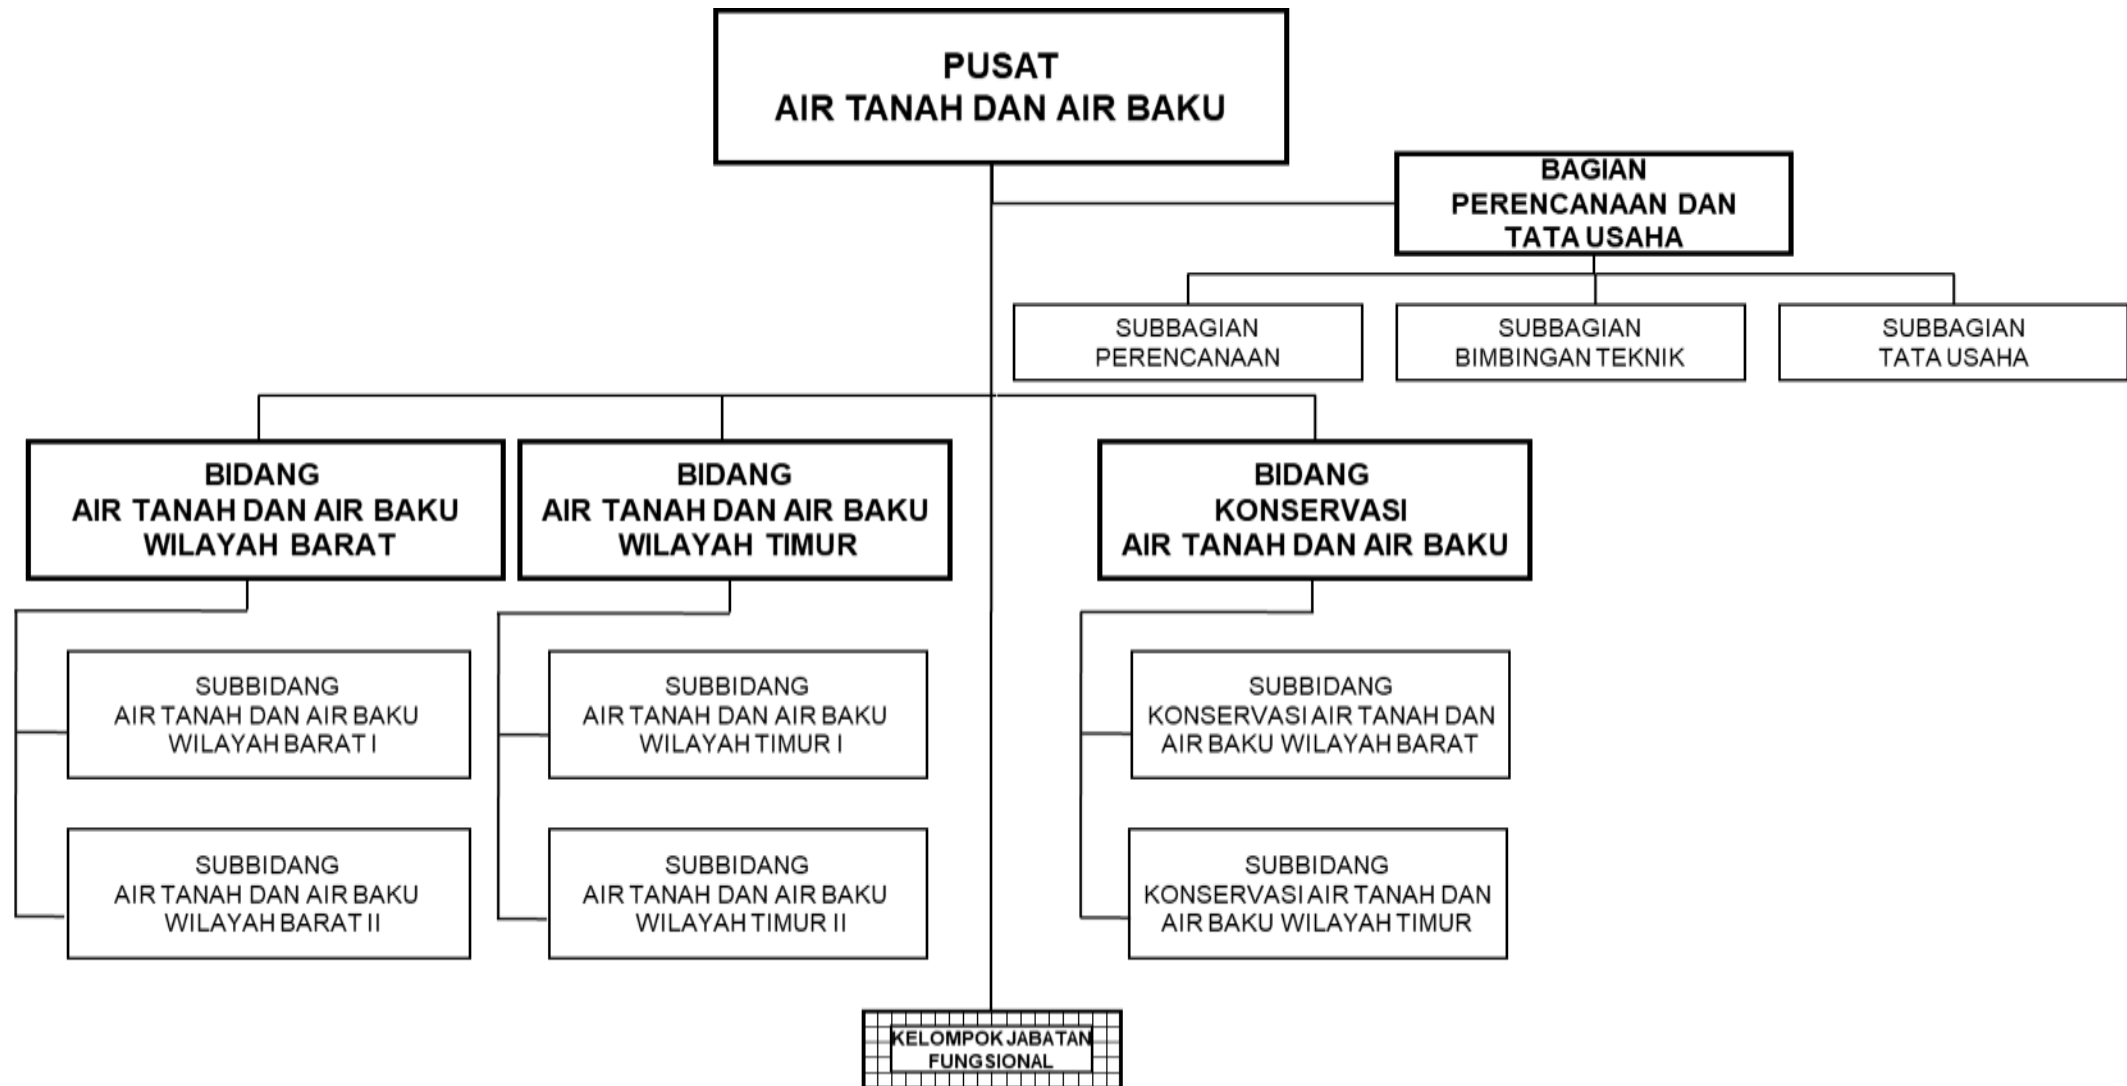 PUSAT
AIR TANAH DAN AIR BAKU
BAGIAN
PERENCANAAN DAN
TATA USAHA
SUBBAGIAN
PERENCANAAN
SUBBAGIAN
BIMBINGAN TEKNIK
SUBBAGIAN
TATA USAHA
BIDANG
AIR TANAH DAN AIR BAKU
WILAYAH BARAT
BIDANG
AIR TANAH DAN AIR BAKU
WILAYAH TIMUR
BIDANG
KONSERVASI
AIR TANAH DAN AIR BAKU
SUBBIDANG
AIR TANAH DAN AIR BAKU
WILAYAH BARAT I
SUBBIDANG
AIR TANAH DAN AIR BAKU
WILAYAH TIMUR I
SUBBIDANG
KONSERVASI AIR TANAH DAN
AIR BAKU WILAYAH BARAT
SUBBIDANG
AIR TANAH DAN AIR BAKU
WILAYAH BARAT II
SUBBIDANG
AIR TANAH DAN AIR BAKU
WILAYAH TIMUR II
SUBBIDANG
KONSERVASI AIR TANAH DAN
AIR BAKU WILAYAH TIMUR
KELOMPOK JABATAN
FUNGSIONAL